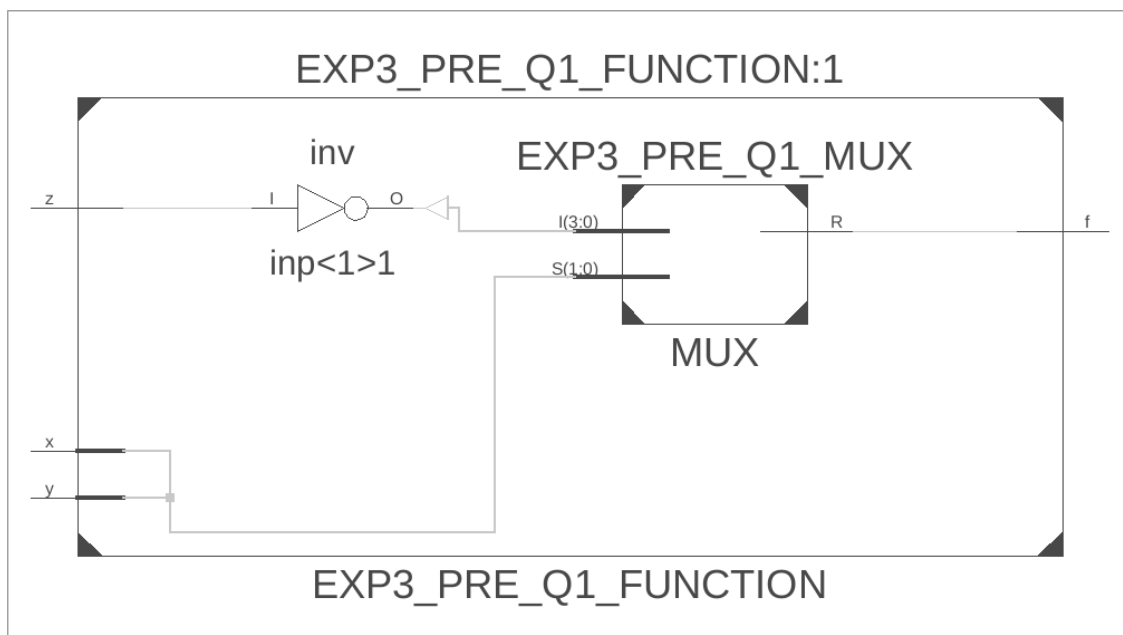 EXP3_PRE_Q1_FUNCTION:1
inv
EXP3_PRE_Q1_MUX
z
I
O
I(3:0)
R
f
inp<1>1
S(1:0)
MUX
x
y
EXP3_PRE_Q1_FUNCTION